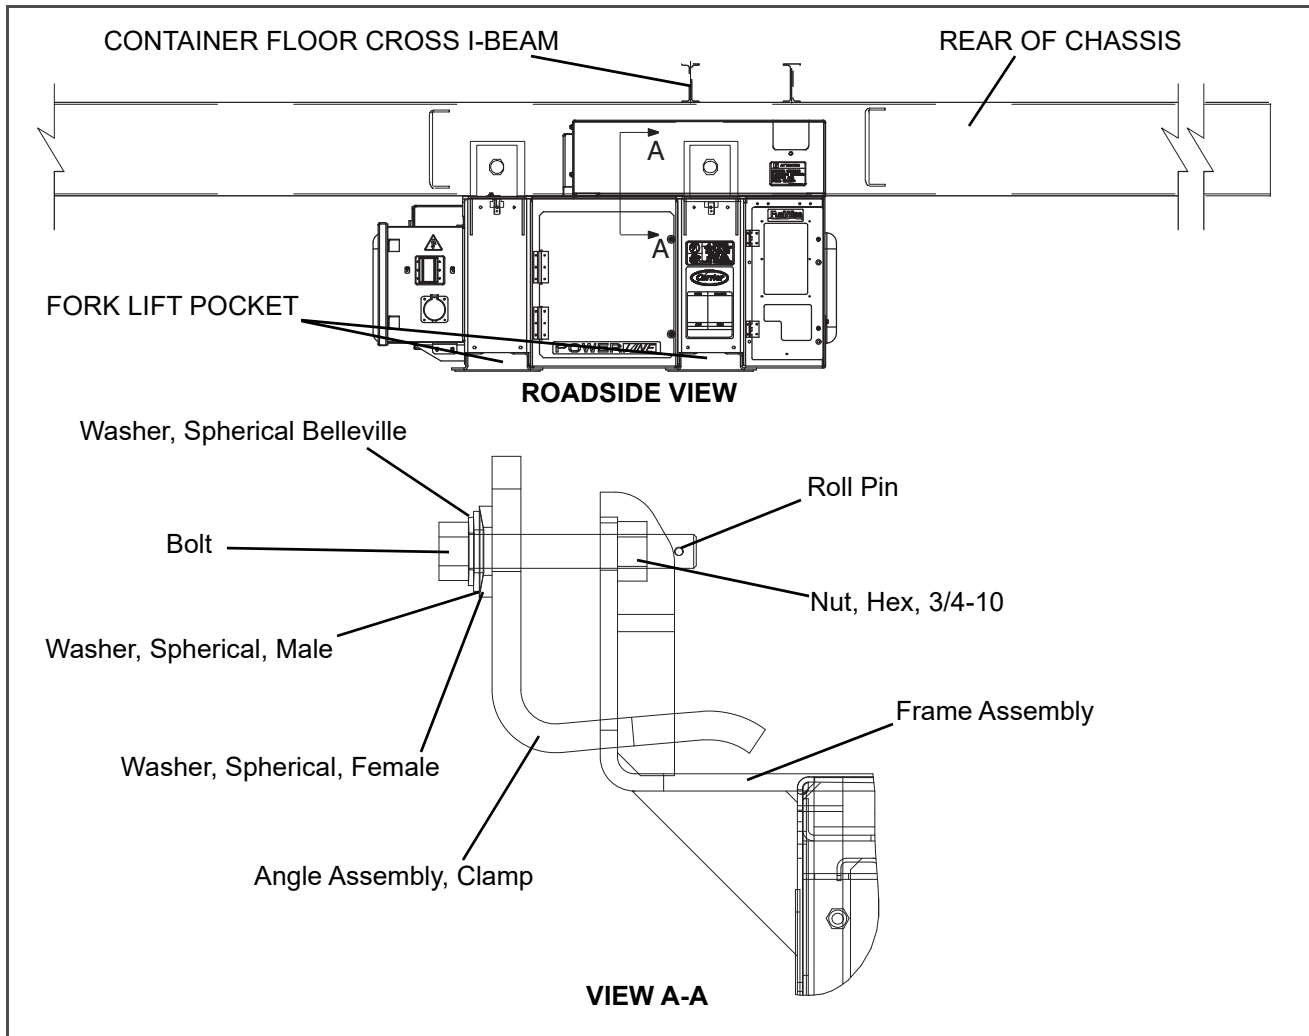 CONTAINER FLOOR CROSS I-BEAM
REAR OF CHASSIS
A
A
FORK LIFT POCKET
Carrier
POWERLINE
ROADSIDE VIEW
Washer, Spherical Belleville
Roll Pin
Bolt
Nut, Hex, 3/4-10
Washer, Spherical, Male
Frame Assembly
Washer, Spherical, Female
Angle Assembly, Clamp
VIEW A-A